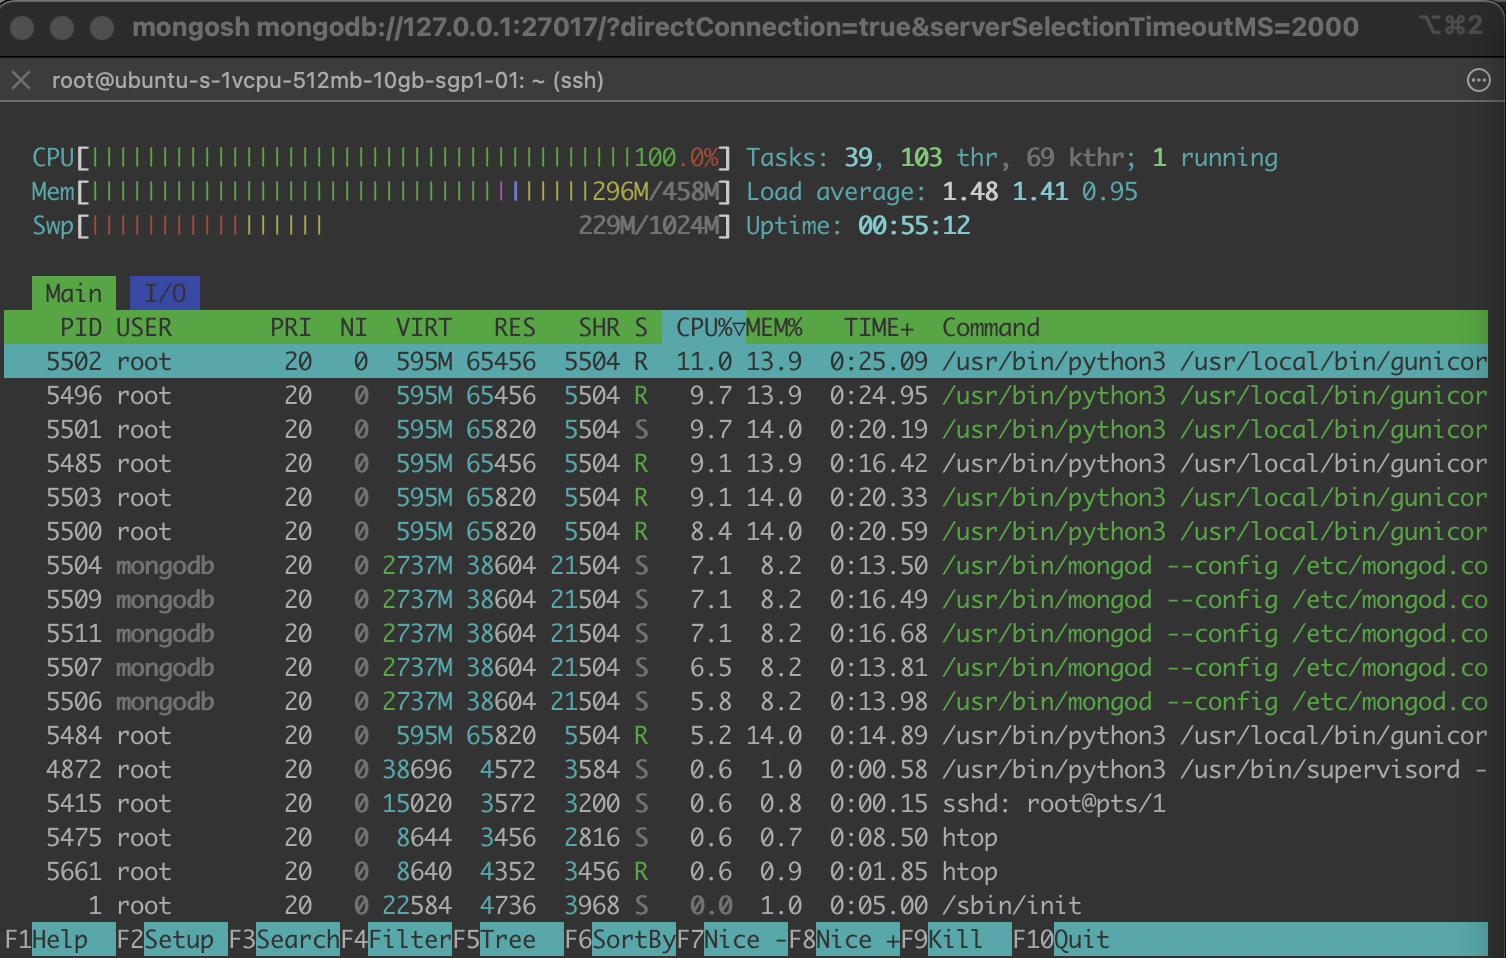 mongosh mongodb://127.0.0.1:27017/?directConnection=true&serverSelectionTimeoutMS=2000 ⌥⌘2
root@ubuntu-s-1vcpu-512mb-10gb-sgp1-01: ~ (ssh)
CPU[|||||||||||||||||||||||||||||||||||||||100.0%] Tasks: 39, 103 thr, 69 kthr; 1 running
Mem[||||||||||||||||||||||||||||||||||||296M/458M] Load average: 1.48 1.41 0.95
Swp[||||||||||||||||| 229M/1024M] Uptime: 00:55:12
Main I/O
PID USER PRI NI VIRT RES SHR S CPU%▽MEM% TIME+ Command
5502 root 20 0 595M 65456 5504 R 11.0 13.9 0:25.09 /usr/bin/python3 /usr/local/bin/gunicor
5496 root 20 0 595M 65456 5504 R 9.7 13.9 0:24.95 /usr/bin/python3 /usr/local/bin/gunicor
5501 root 20 0 595M 65820 5504 S 9.7 14.0 0:20.19 /usr/bin/python3 /usr/local/bin/gunicor
5485 root 20 0 595M 65456 5504 R 9.1 13.9 0:16.42 /usr/bin/python3 /usr/local/bin/gunicor
5503 root 20 0 595M 65820 5504 R 9.1 14.0 0:20.33 /usr/bin/python3 /usr/local/bin/gunicor
5500 root 20 0 595M 65820 5504 R 8.4 14.0 0:20.59 /usr/bin/python3 /usr/local/bin/gunicor
5504 mongodb 20 0 2737M 38604 21504 S 7.1 8.2 0:13.50 /usr/bin/mongod --config /etc/mongod.co
5509 mongodb 20 0 2737M 38604 21504 S 7.1 8.2 0:16.49 /usr/bin/mongod --config /etc/mongod.co
5511 mongodb 20 0 2737M 38604 21504 S 7.1 8.2 0:16.68 /usr/bin/mongod --config /etc/mongod.co
5507 mongodb 20 0 2737M 38604 21504 S 6.5 8.2 0:13.81 /usr/bin/mongod --config /etc/mongod.co
5506 mongodb 20 0 2737M 38604 21504 S 5.8 8.2 0:13.98 /usr/bin/mongod --config /etc/mongod.co
5484 root 20 0 595M 65820 5504 R 5.2 14.0 0:14.89 /usr/bin/python3 /usr/local/bin/gunicor
4872 root 20 0 38696 4572 3584 S 0.6 1.0 0:00.58 /usr/bin/python3 /usr/bin/supervisord -
5415 root 20 0 15020 3572 3200 S 0.6 0.8 0:00.15 sshd: root@pts/1
5475 root 20 0 8644 3456 2816 S 0.6 0.7 0:08.50 htop
5661 root 20 0 8640 4352 3456 R 0.6 0.9 0:01.85 htop
1 root 20 0 22584 4736 3968 S 0.0 1.0 0:05.00 /sbin/init
F1Help F2Setup F3SearchF4FilterF5Tree F6SortByF7Nice -F8Nice +F9Kill F10Quit